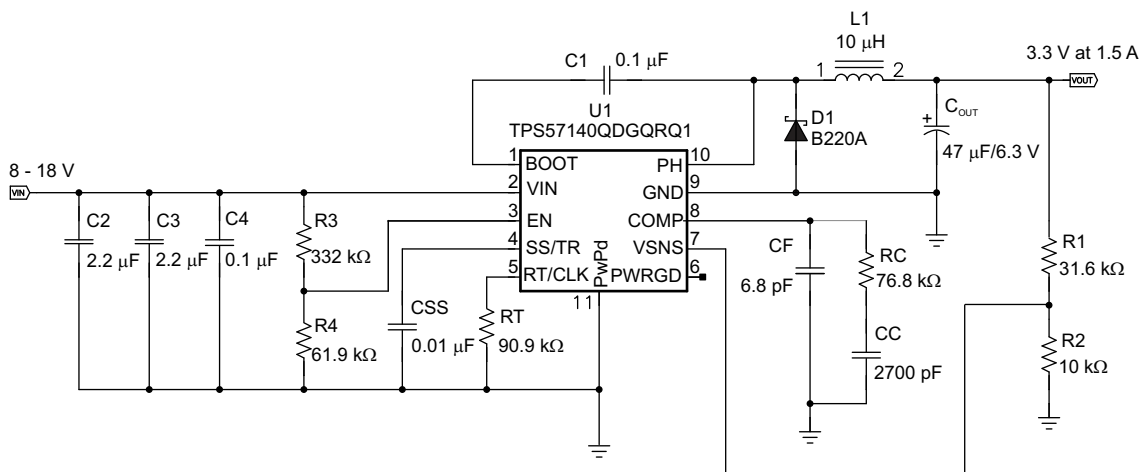 L1
10 μH
3.3 V at 1.5 A
C1
0.1 μF
1
2
VOUT
U1
TPS57140QDGQRQ1
D1
B220A
C_OUT
+
47 μF/6.3 V
8 - 18 V
VIN
1
BOOT
PH
10
2
VIN
GND
9
3
EN
COMP
8
4
SS/TR
VSNS
7
5
RT/CLK
PwPd
PWRGD
6
11
C2
2.2 μF
C3
2.2 μF
C4
0.1 μF
R3
332 kΩ
R4
61.9 kΩ
CSS
0.01 μF
RT
90.9 kΩ
CF
6.8 pF
RC
76.8 kΩ
CC
2700 pF
R1
31.6 kΩ
R2
10 kΩ